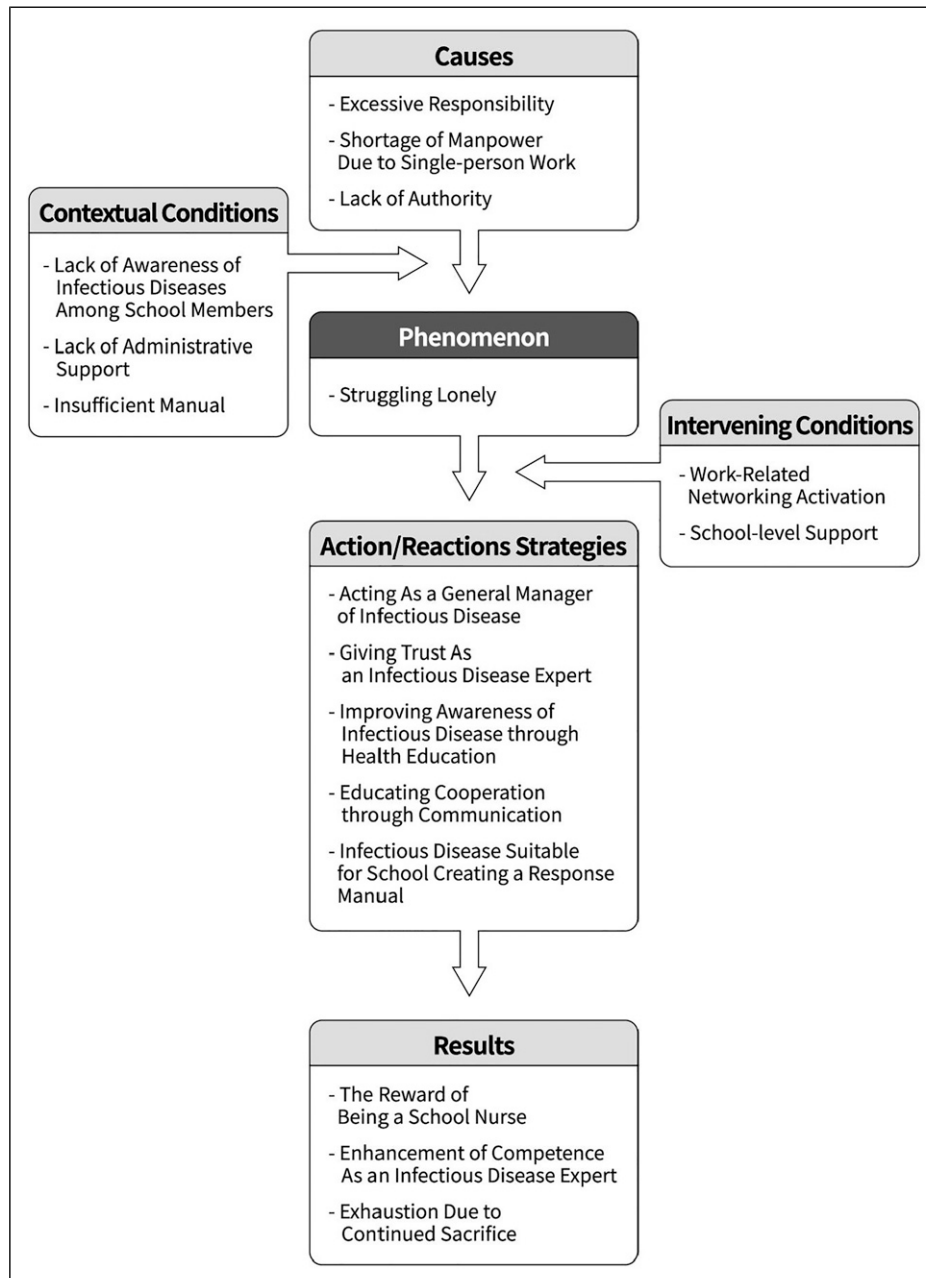 Causes
- Excessive Responsibility
- Shortage of Manpower
Due to Single-person Work
- Lack of Authority
Contextual Conditions
- Lack of Awareness of
Infectious Diseases
Among School Members
- Lack of Administrative
Support
- Insufficient Manual
Phenomenon
- Struggling Lonely
Intervening Conditions
- Work-Related
Networking Activation
- School-level Support
Action/Reactions Strategies
- Acting As a General Manager
of Infectious Disease
- Giving Trust As
an Infectious Disease Expert
- Improving Awareness of
Infectious Disease through
Health Education
- Educating Cooperation
through Communication
- Infectious Disease Suitable
for School Creating a Response
Manual
Results
- The Reward of
Being a School Nurse
- Enhancement of Competence
As an Infectious Disease Expert
- Exhaustion Due to
Continued Sacrifice